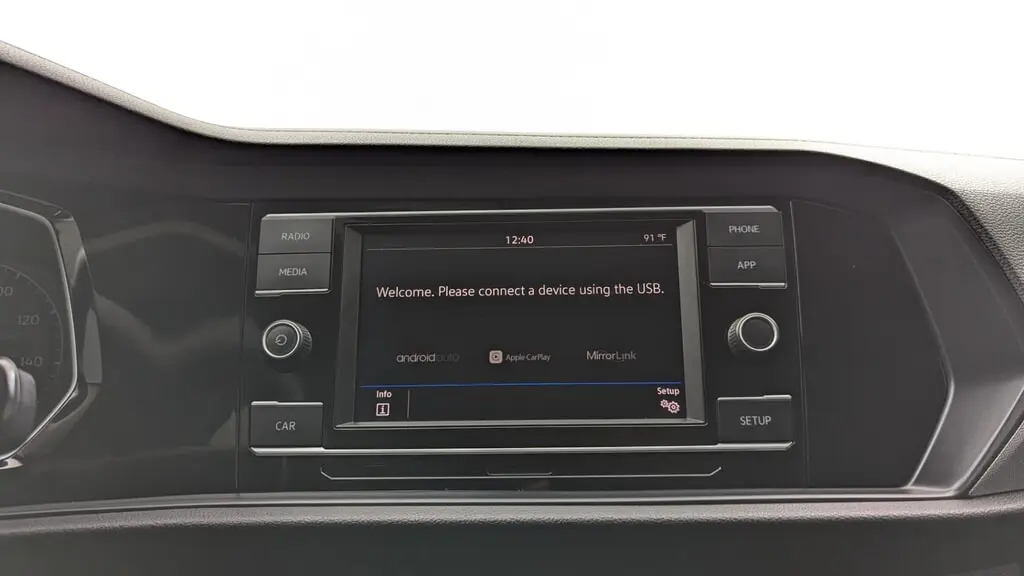 RADIO
MEDIA
12:40
91 °F
PHONE
APP
Welcome. Please connect a device using the USB.
androidauto
Apple CarPlay
MirrorLink
Info
Setup
CAR
SETUP
120
140